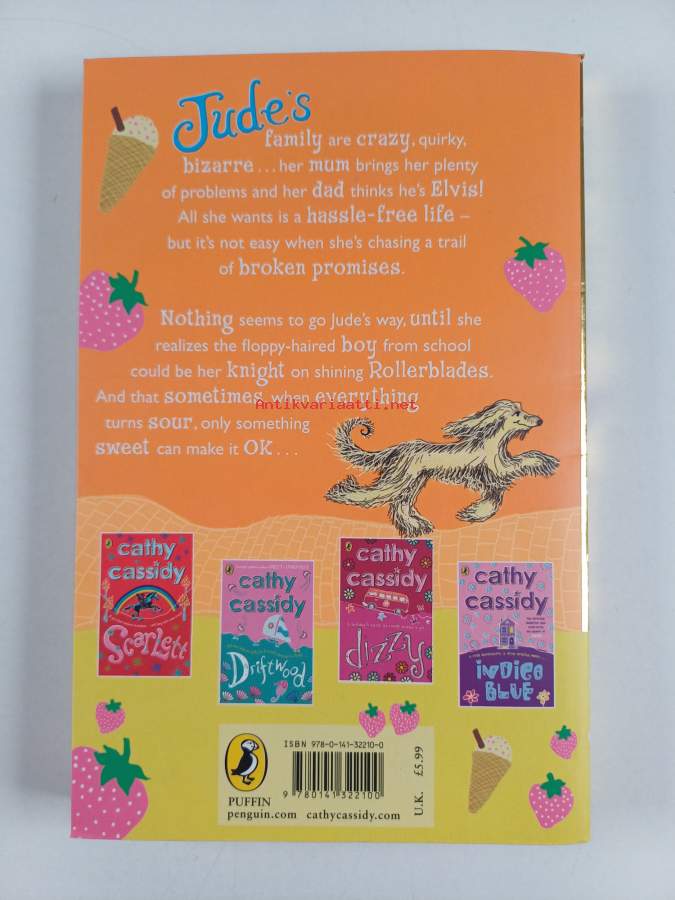 Jude's
family are crazy, quirky,
bizarre ... her mum brings her plenty
of problems and her dad thinks he's Elvis!
All she wants is a hassle-free life –
but it's not easy when she's chasing a trail
of broken promises.
Nothing seems to go Jude's way, until she
realizes the floppy-haired boy from school
could be her knight on shining Rollerblades.
And that sometimes, when everything
Antikvariaatti.net
turns sour, only something
sweet can make it OK ...
cathy
cassidy
Scarlett
cathy
cassidy
Driftwood
cathy
cassidy
dizzy
cathy
cassidy
indigo
BLUE
ISBN 978-0-141-32210-0
9 780141 322100
U.K. £5.99
PUFFIN
penguin.com cathycassidy.com